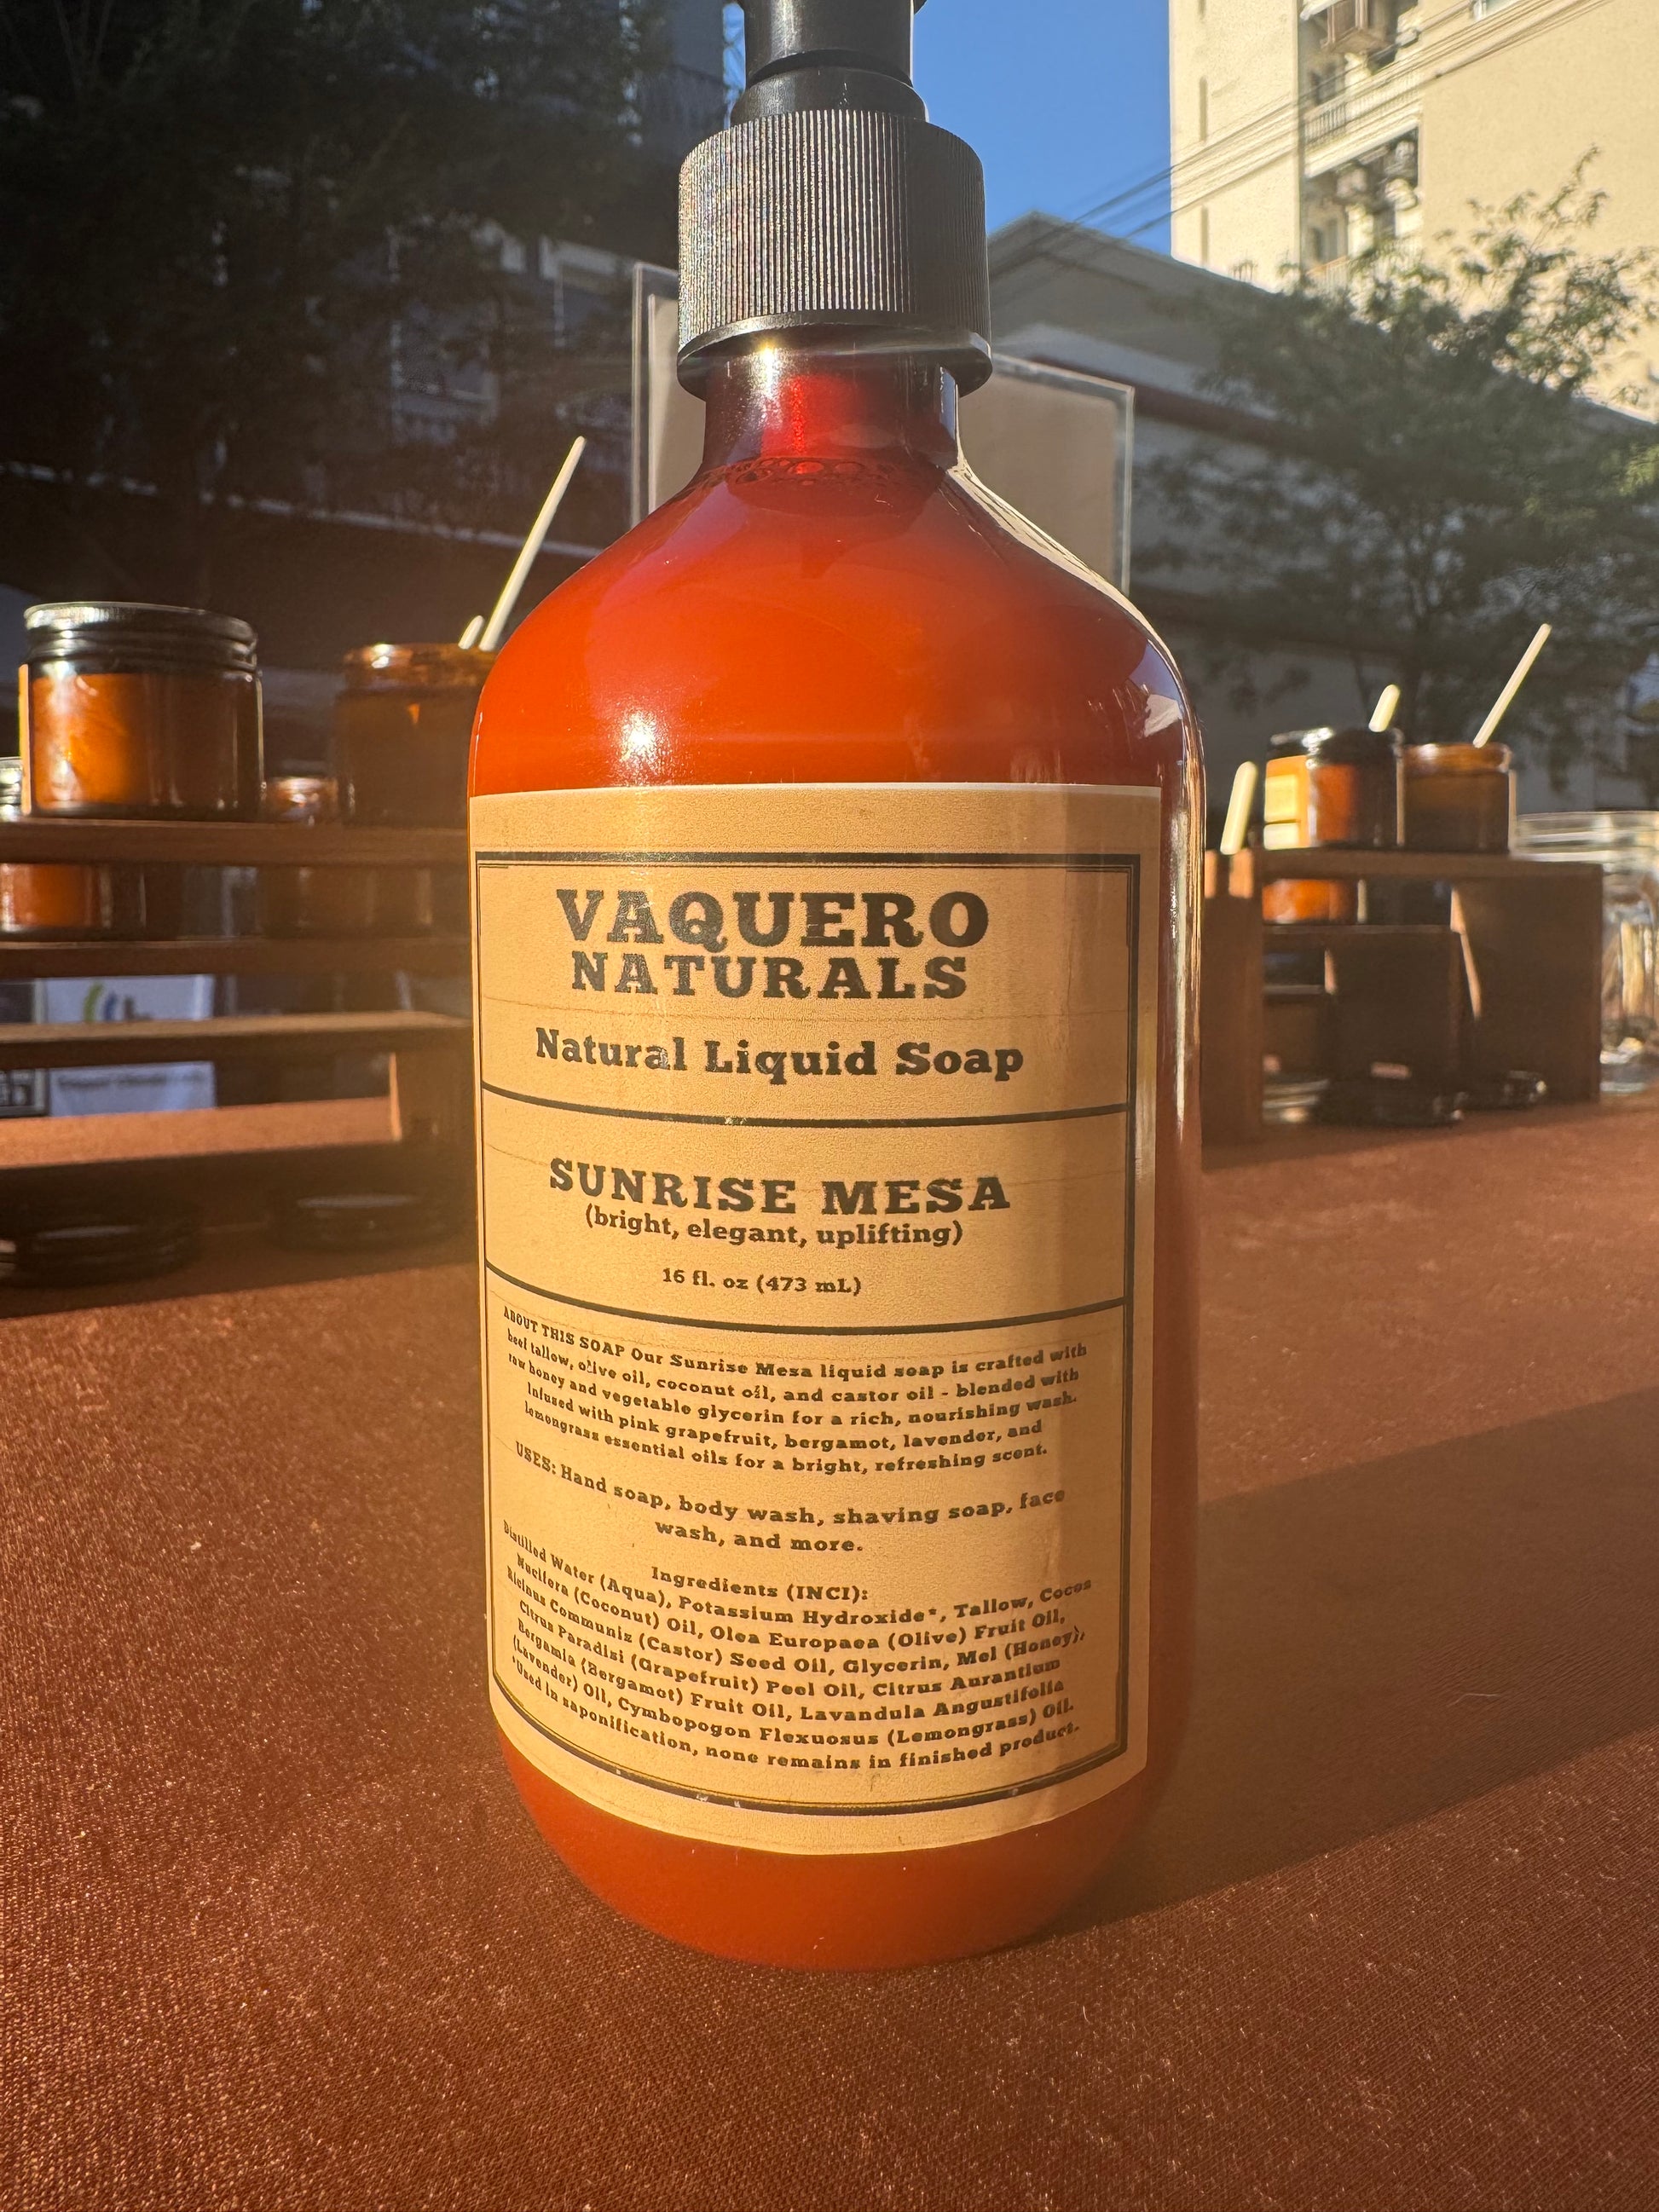 VAQUERO
NATURALS
Natural Liquid Soap
SUNRISE MESA
(bright, elegant, uplifting)
16 fl. oz (473 mL)
ABOUT THIS SOAP Our Sunrise Mesa liquid soap is crafted with
beef tallow, olive oil, coconut oil, and castor oil - blended with
raw honey and vegetable glycerin for a rich, nourishing wash.
Infused with pink grapefruit, bergamot, lavender, and
lemongrass essential oils for a bright, refreshing scent.
USES: Hand soap, body wash, shaving soap, face
wash, and more.
Ingredients (INCI):
Distilled Water (Aqua), Potassium Hydroxide*, Tallow, Cocos
Nucifera (Coconut) Oil, Olea Europaea (Olive) Fruit Oil,
Ricinus Communis (Castor) Seed Oil, Glycerin, Mel (Honey),
Citrus Paradisi (Grapefruit) Peel Oil, Citrus Aurantium
Bergamia (Bergamot) Fruit Oil, Lavandula Angustifolia
(Lavender) Oil, Cymbopogon Flexuosus (Lemongrass) Oil.
*Used in saponification, none remains in finished product.